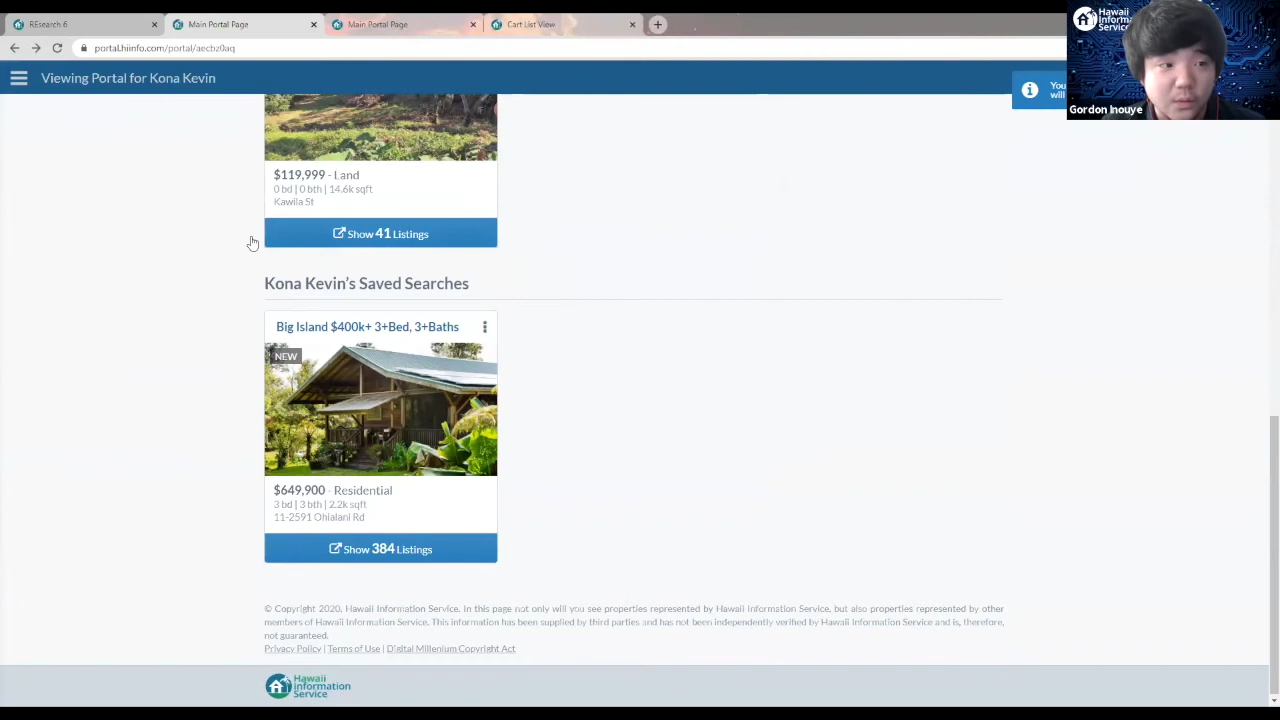 REsearch 6
Main Portal Page
Main Portal Page
Cart List View
portal.hiinfo.com/portal/aecbz0aq
Viewing Portal for Kona Kevin
You
will
Hawaii
Information
Service
Gordon Inouye
$119,999 - Land
0 bd | 0 bth | 14.6k sqft
Kawila St
Show 41 Listings
Kona Kevin's Saved Searches
Big Island $400k+ 3+Bed, 3+Baths
NEW
$649,900 - Residential
3 bd | 3 bth | 2.2k sqft
11-2591 Ohialani Rd
Show 384 Listings
© Copyright 2020, Hawaii Information Service. In this page not only will you see properties represented by Hawaii Information Service, but also properties represented by other
members of Hawaii Information Service. This information has been supplied by third parties and has not been independently verified by Hawaii Information Service and is, therefore,
not guaranteed.
Privacy Policy | Terms of Use | Digital Millenium Copyright Act
Hawaii
Information
Service